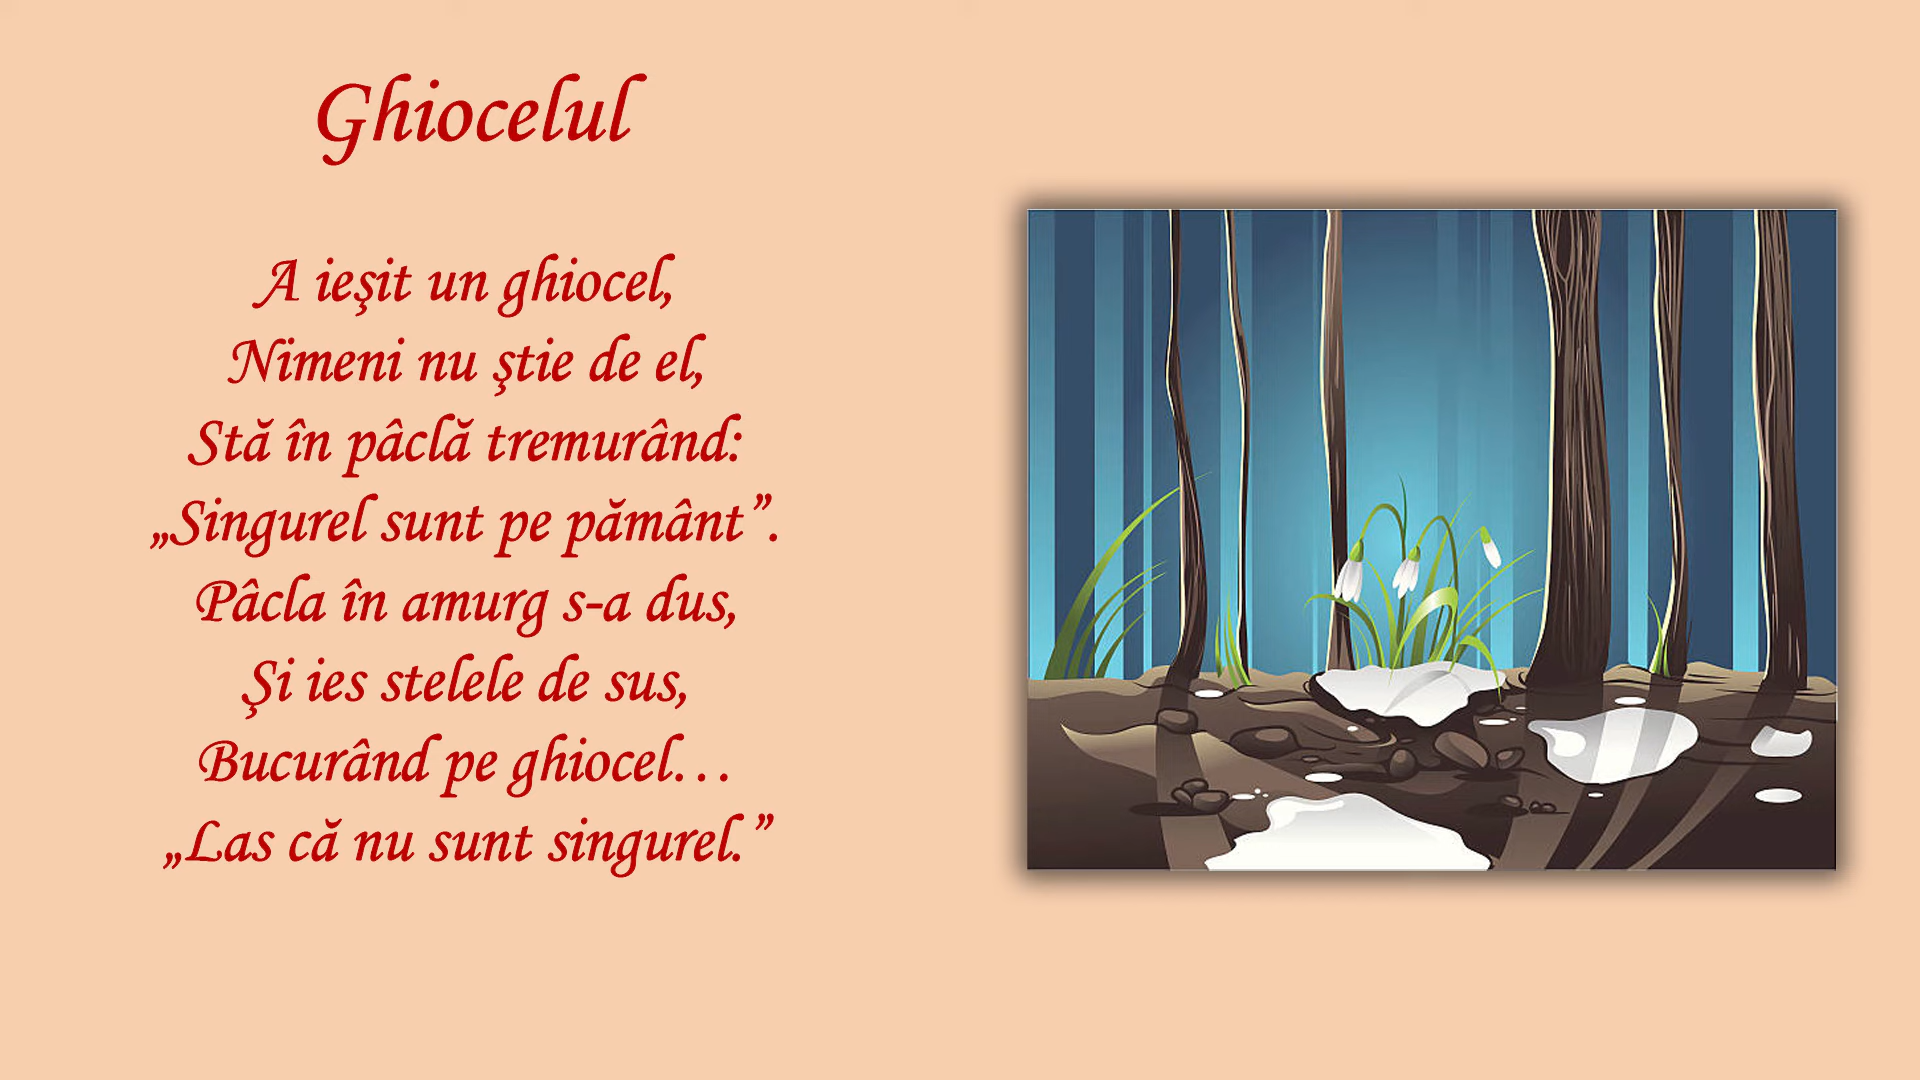 Ghiocelul
A ieşit un ghiocel,
Nimeni nu ştie de el,
Stă în pâclă tremurând:
„Singurel sunt pe pământ”.
Pâcla în amurg s-a dus,
Şi ies stelele de sus,
Bucurând pe ghiocel…
„Las că nu sunt singurel.”